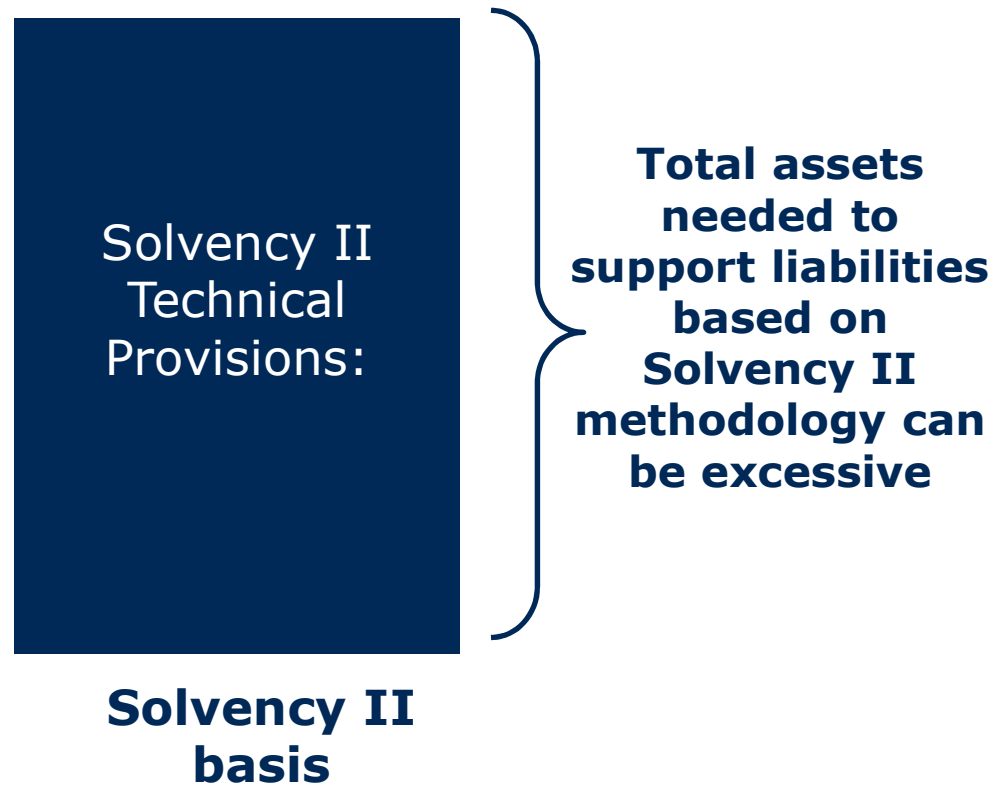 Solvency II
Technical
Provisions:
Total assets
needed to
support liabilities
based on
Solvency II
methodology can
be excessive
Solvency II
basis